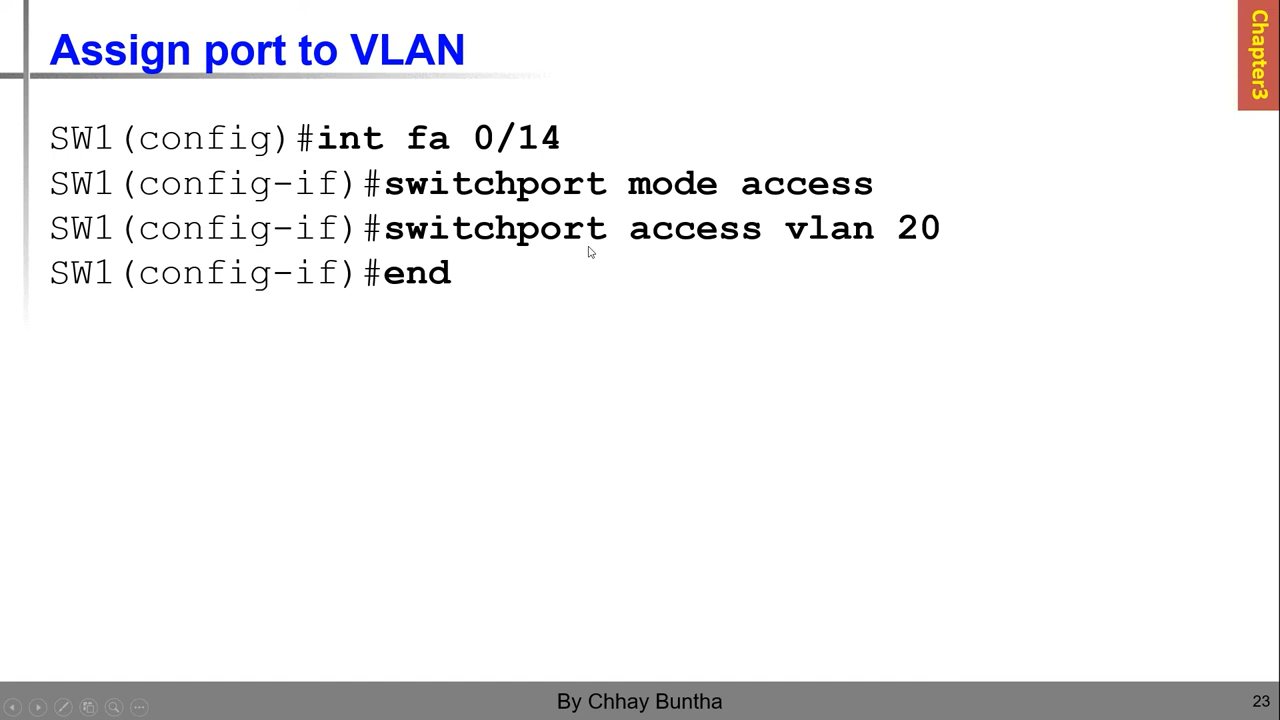 Assign port to VLAN
Chapter3
SW1(config)#int fa 0/14
SW1(config-if)#switchport mode access
SW1(config-if)#switchport access vlan 20
SW1(config-if)#end
By Chhay Buntha
23